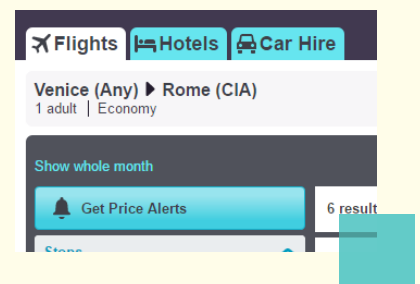 Flights Hotels Car Hire
Venice (Any) Rome (CIA)
1 adult | Economy
Show whole month
Get Price Alerts
6 result
Stops